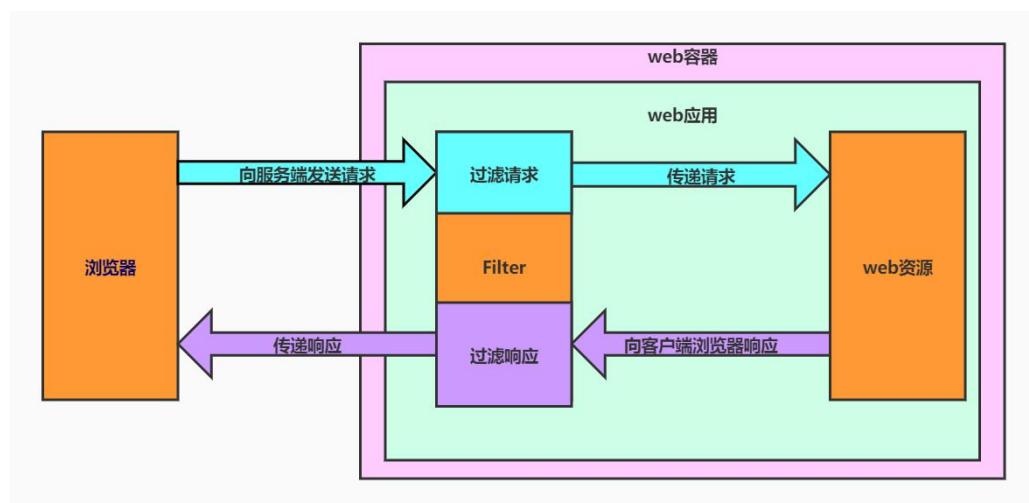 web容器
web应用
向服务端发送请求
过滤请求
传递请求
浏览器
Filter
web资源
传递响应
过滤响应
向客户端浏览器响应